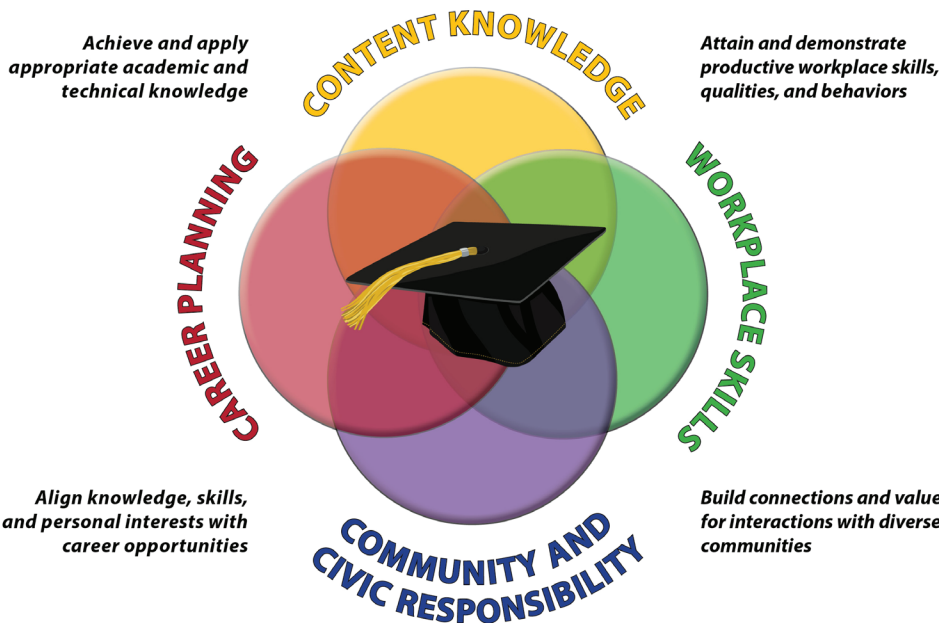 CONTENT KNOWLEDGE
Achieve and apply
appropriate academic and
technical knowledge
Attain and demonstrate
productive workplace skills,
qualities, and behaviors
CAREER PLANNING
WORKPLACE SKILLS
Align knowledge, skills,
and personal interests with
career opportunities
Build connections and value
for interactions with diverse
communities
COMMUNITY AND
CIVIC RESPONSIBILITY